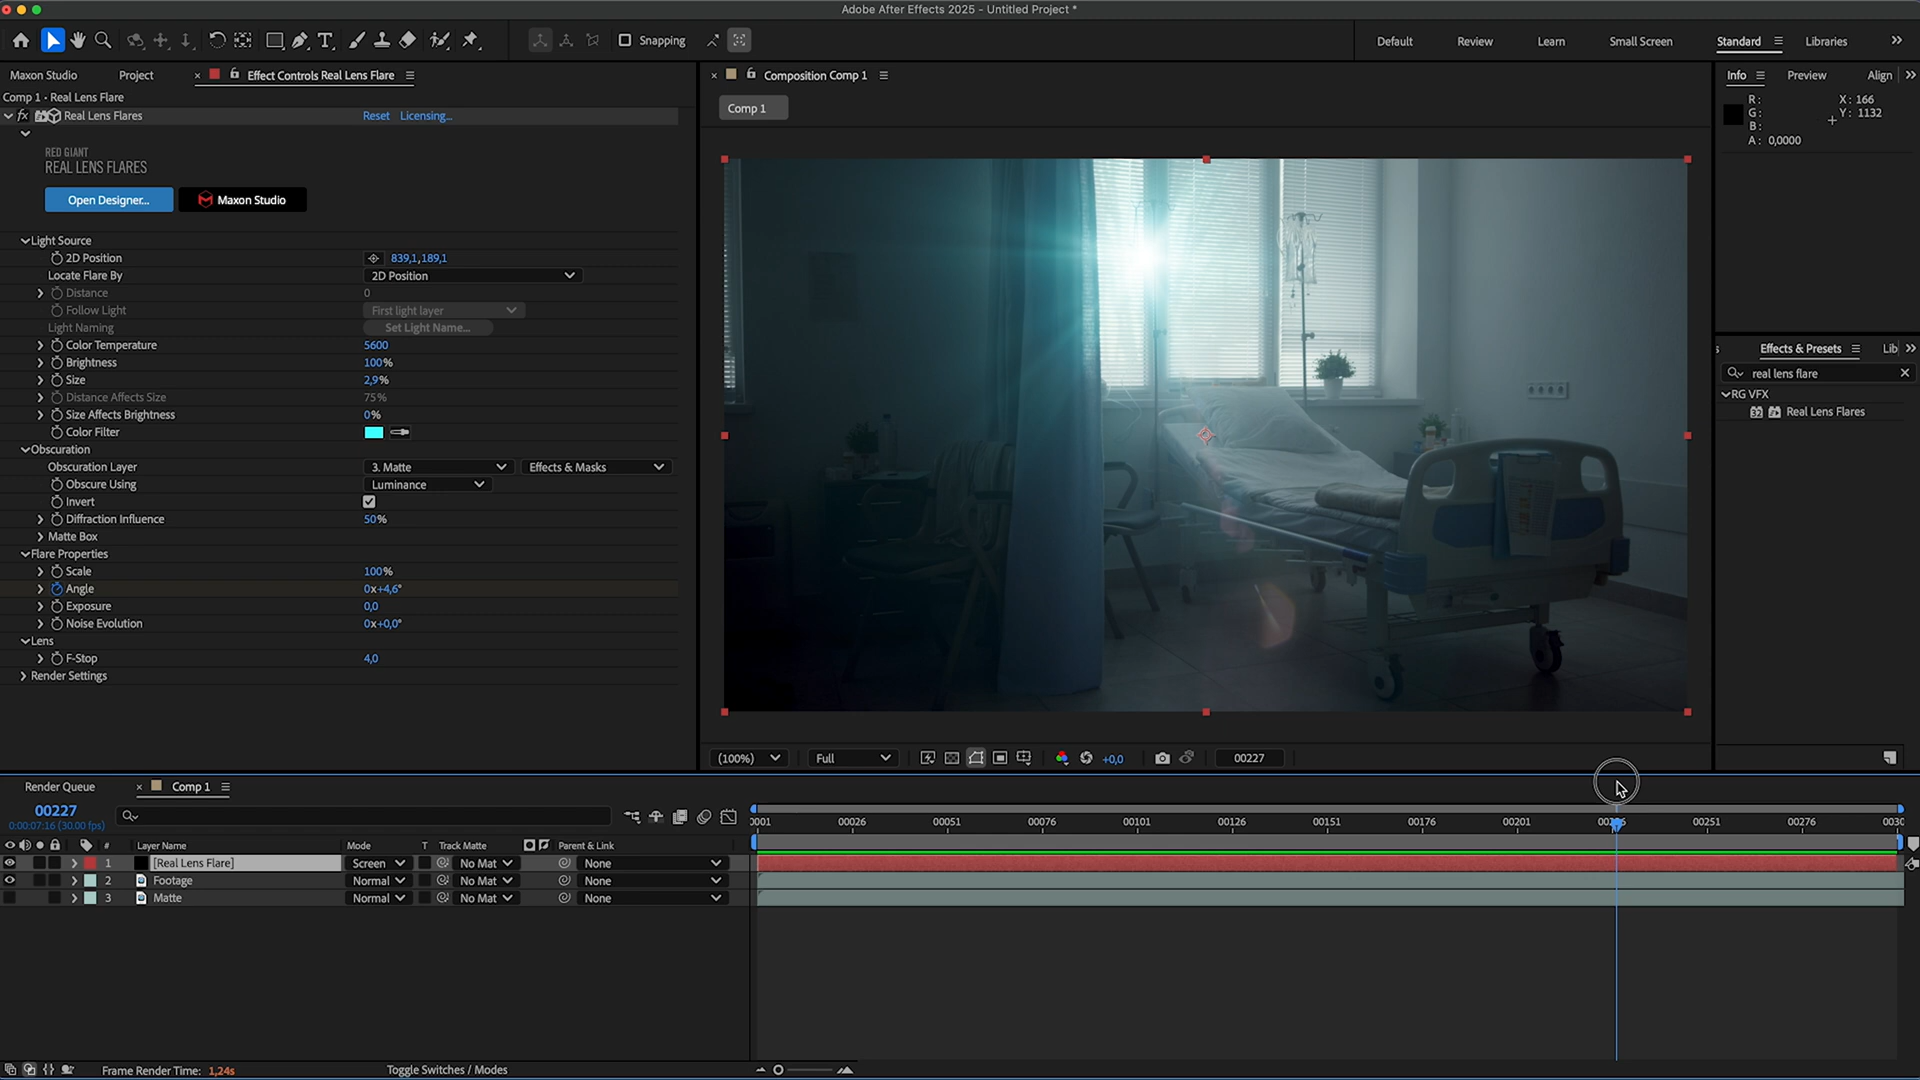 Adobe After Effects 2025 - Untitled Project *
Snapping
Default
Review
Learn
Small Screen
Standard
Libraries
Maxon Studio
Project
Effect Controls Real Lens Flare
Composition Comp 1
Info
Preview
Align
Comp 1 · Real Lens Flare
R:
X: 166
fx Real Lens Flares
Reset
Licensing...
Comp 1
G:
Y: 1132
B:
A: 0,0000
RED GIANT
REAL LENS FLARES
Open Designer...
Maxon Studio
Light Source
2D Position 839,1,189,1
Locate Flare By 2D Position
Distance 0
Follow Light First light layer
Light Naming Set Light Name...
Color Temperature 5600
Brightness 100%
Size 2,9%
Distance Affects Size 75%
Size Affects Brightness 0%
Color Filter
Obscuration
Obscuration Layer 3. Matte Effects & Masks
Obscure Using Luminance
Invert
Diffraction Influence 50%
Matte Box
Flare Properties
Scale 100%
Angle 0x+4,6°
Exposure 0,0
Noise Evolution 0x+0,0°
Lens
F-Stop 4,0
Render Settings
s Effects & Presets Lib
real lens flare
RG VFX
32 Real Lens Flares
(100%)
Full
+0,0
00227
Render Queue
Comp 1
00227
0:00:07:16 (30.00 fps)
0001 00026 00051 00076 00101 00126 00151 00176 00201 00251 00276 0030
# Layer Name Mode T Track Matte Parent & Link
1 [Real Lens Flare] Screen No Mat None
2 Footage Normal No Mat None
3 Matte Normal No Mat None
Frame Render Time: 1,24s
Toggle Switches / Modes